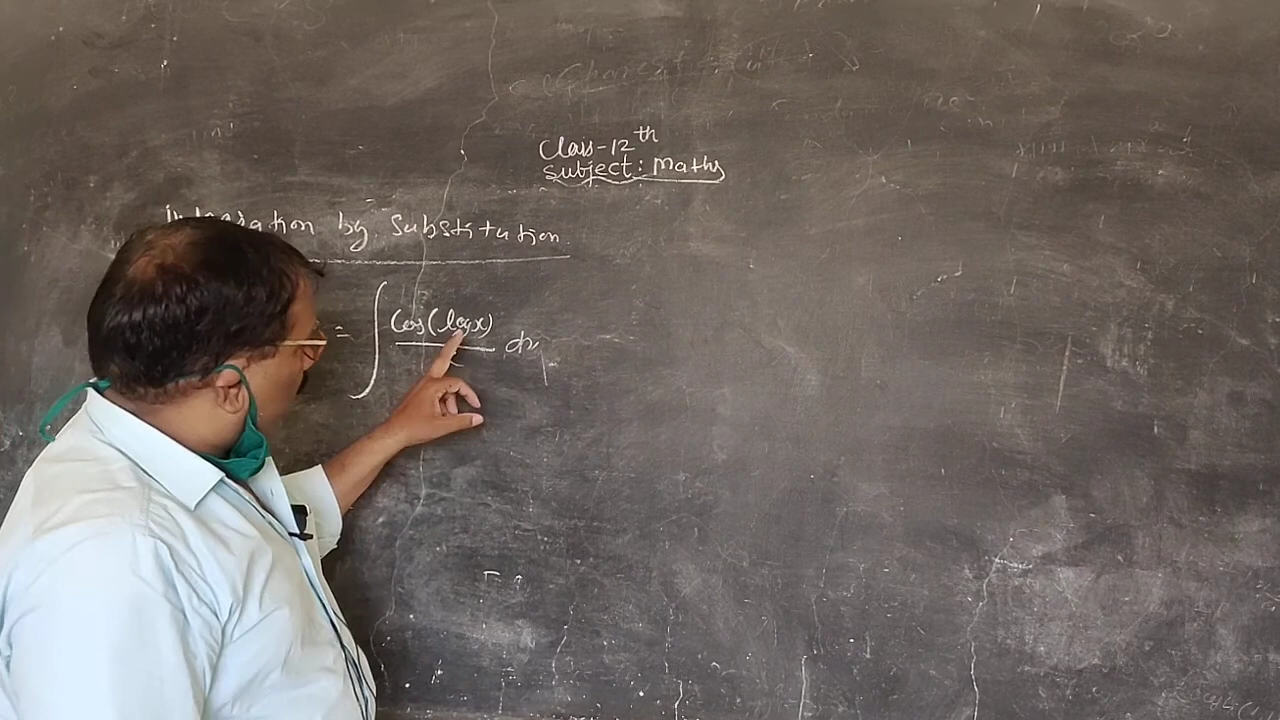 Class-12th
Subject: Maths
Integration by Substitution
= ∫ Cos(logx)/x dx